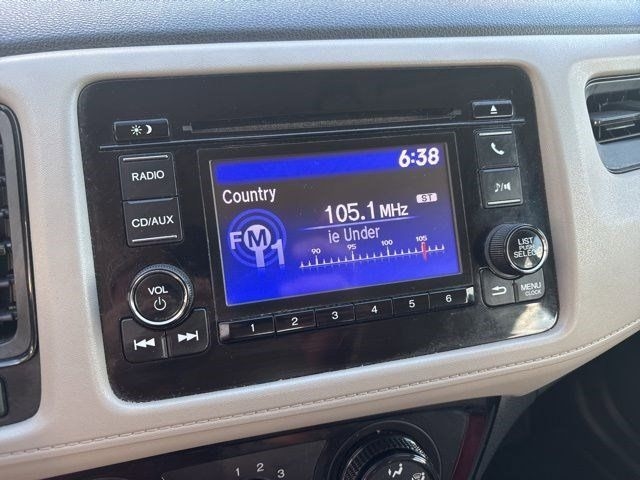 6:38
RADIO
Country
CD/AUX
105.1 MHz ST
FM1
ie Under
90 95 100 105
LIST
PUSH
SELECT
VOL
MENU
CLOCK
1 2 3 4 5 6
1 2 3